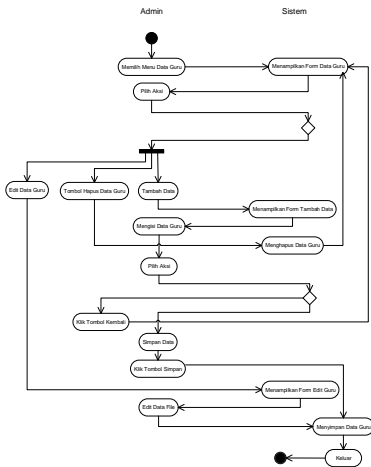 Admin
Sistem
Memilih Menu Data Guru
Menampilkan Form Data Guru
Pilih Aksi
Edit Data Guru
Tombol Hapus Data Guru
Tambah Data
Menampilkan Form Tambah Data
Mengisi Data Guru
Menghapus Data Guru
Pilih Aksi
Klik Tombol Kembali
Simpan Data
Klik Tombol Simpan
Menampilkan Form Edit Guru
Edit Data File
Menyimpan Data Guru
Keluar